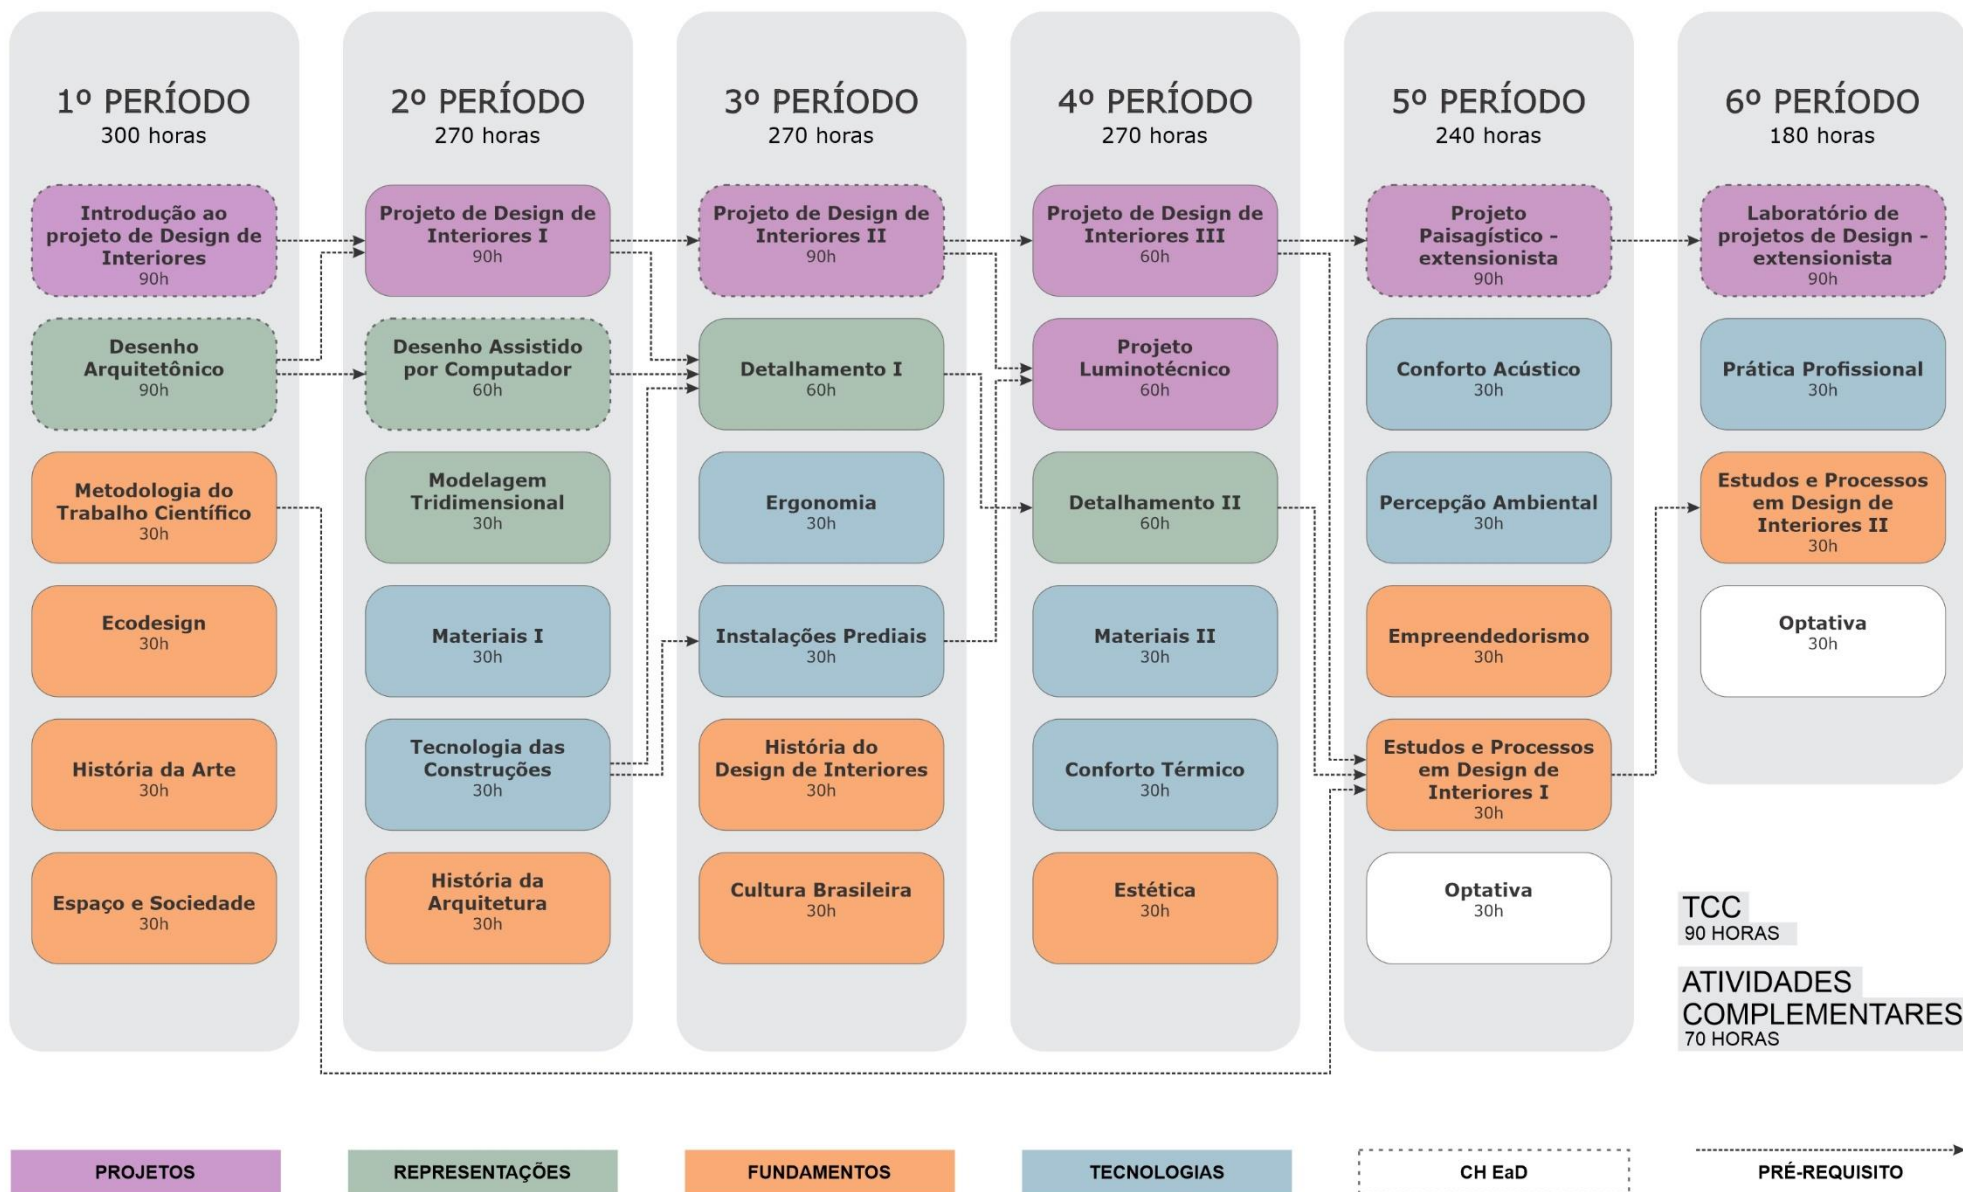 1º PERÍODO
300 horas
Introdução ao
projeto de Design de
Interiores
90h
Desenho
Arquitetônico
90h
Metodologia do
Trabalho Científico
30h
Ecodesign
30h
História da Arte
30h
Espaço e Sociedade
30h
2º PERÍODO
270 horas
Projeto de Design de
Interiores I
90h
Desenho Assistido
por Computador
60h
Modelagem
Tridimensional
30h
Materiais I
30h
Tecnologia das
Construções
30h
História da
Arquitetura
30h
3º PERÍODO
270 horas
Projeto de Design de
Interiores II
90h
Detalhamento I
60h
Ergonomia
30h
Instalações Prediais
30h
História do
Design de Interiores
30h
Cultura Brasileira
30h
4º PERÍODO
270 horas
Projeto de Design de
Interiores III
60h
Projeto
Luminotécnico
60h
Detalhamento II
60h
Materiais II
30h
Conforto Térmico
30h
Estética
30h
5º PERÍODO
240 horas
Projeto
Paisagístico -
extensionista
90h
Conforto Acústico
30h
Percepção Ambiental
30h
Empreendedorismo
30h
Estudos e Processos
em Design de
Interiores I
30h
Optativa
30h
6º PERÍODO
180 horas
Laboratório de
projetos de Design -
extensionista
90h
Prática Profissional
30h
Estudos e Processos
em Design de
Interiores II
30h
Optativa
30h
TCC
90 HORAS
ATIVIDADES
COMPLEMENTARES
70 HORAS
PROJETOS
REPRESENTAÇÕES
FUNDAMENTOS
TECNOLOGIAS
CH EaD
PRÉ-REQUISITO